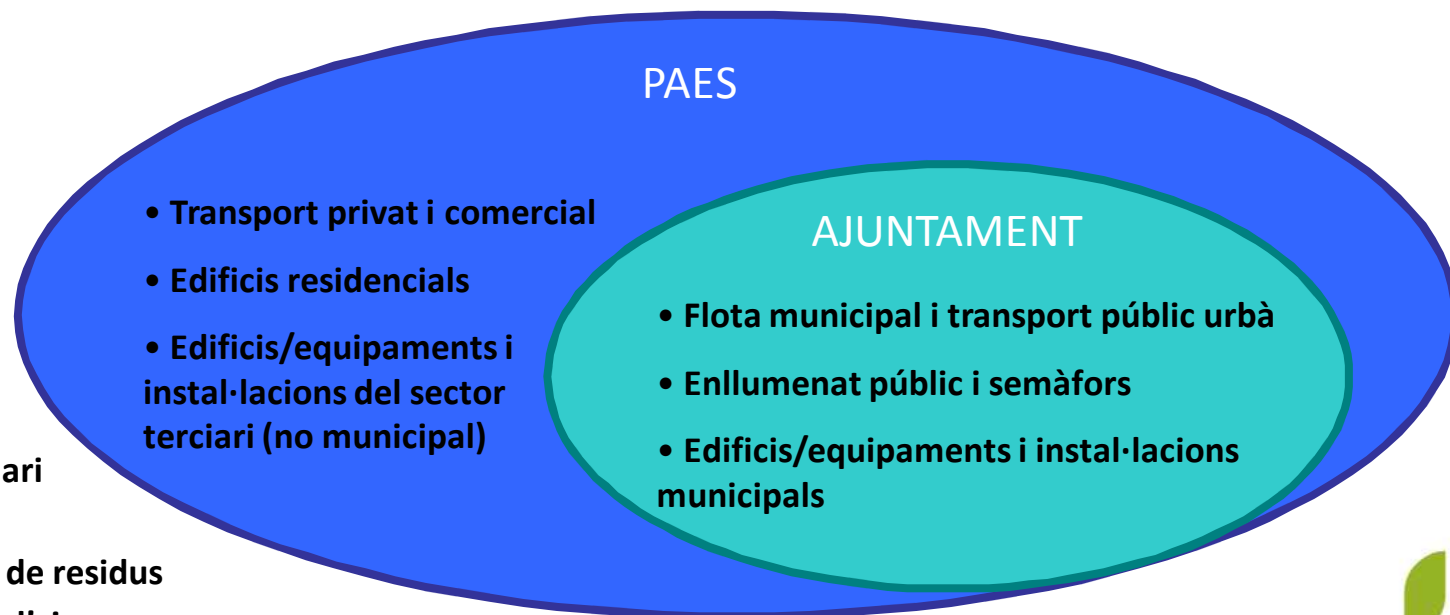 PAES
• Transport privat i comercial
• Edificis residencials
• Edificis/equipaments i
instal·lacions del sector
terciari (no municipal)
AJUNTAMENT
• Flota municipal i transport públic urbà
• Enllumenat públic i semàfors
• Edificis/equipaments i instal·lacions
municipals
ari
de residus